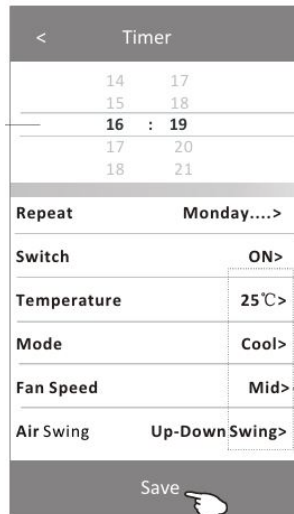 < Timer
14 17
15 18
16 : 19
17 20
18 21
Repeat Monday....>
Switch ON>
Temperature 25℃>
Mode Cool>
Fan Speed Mid>
Air Swing Up-Down Swing>
Save